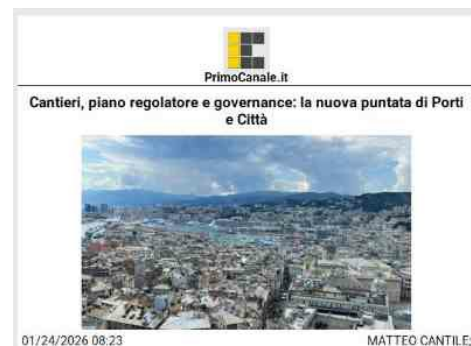 PrimoCanale.it
Cantieri, piano regolatore e governance: la nuova puntata di Porti
e Città
01/24/2026 08:23
MATTEO CANTILE